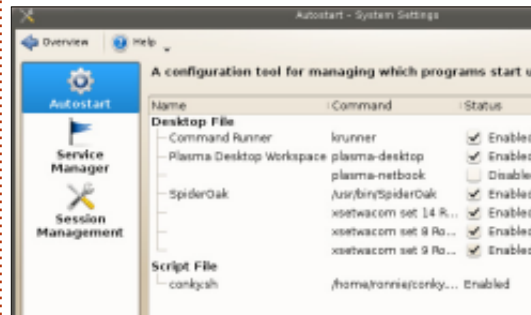 Autostart – System Settings
Overview Help
A configuration tool for managing which programs start u
Autostart
Service Manager
Session Management
Name Command Status
Desktop File
Command Runner krunner Enabled
Plasma Desktop Workspace plasma-desktop Enabled
plasma-netbook Disable
SpiderOak /usr/bin/SpiderOak Enabled
xsetwacom set 14 R... Enabled
xsetwacom set 8 Ro... Enabled
xsetwacom set 9 Ro... Enabled
Script File
conky.sh /home/ronnie/conky.... Enabled